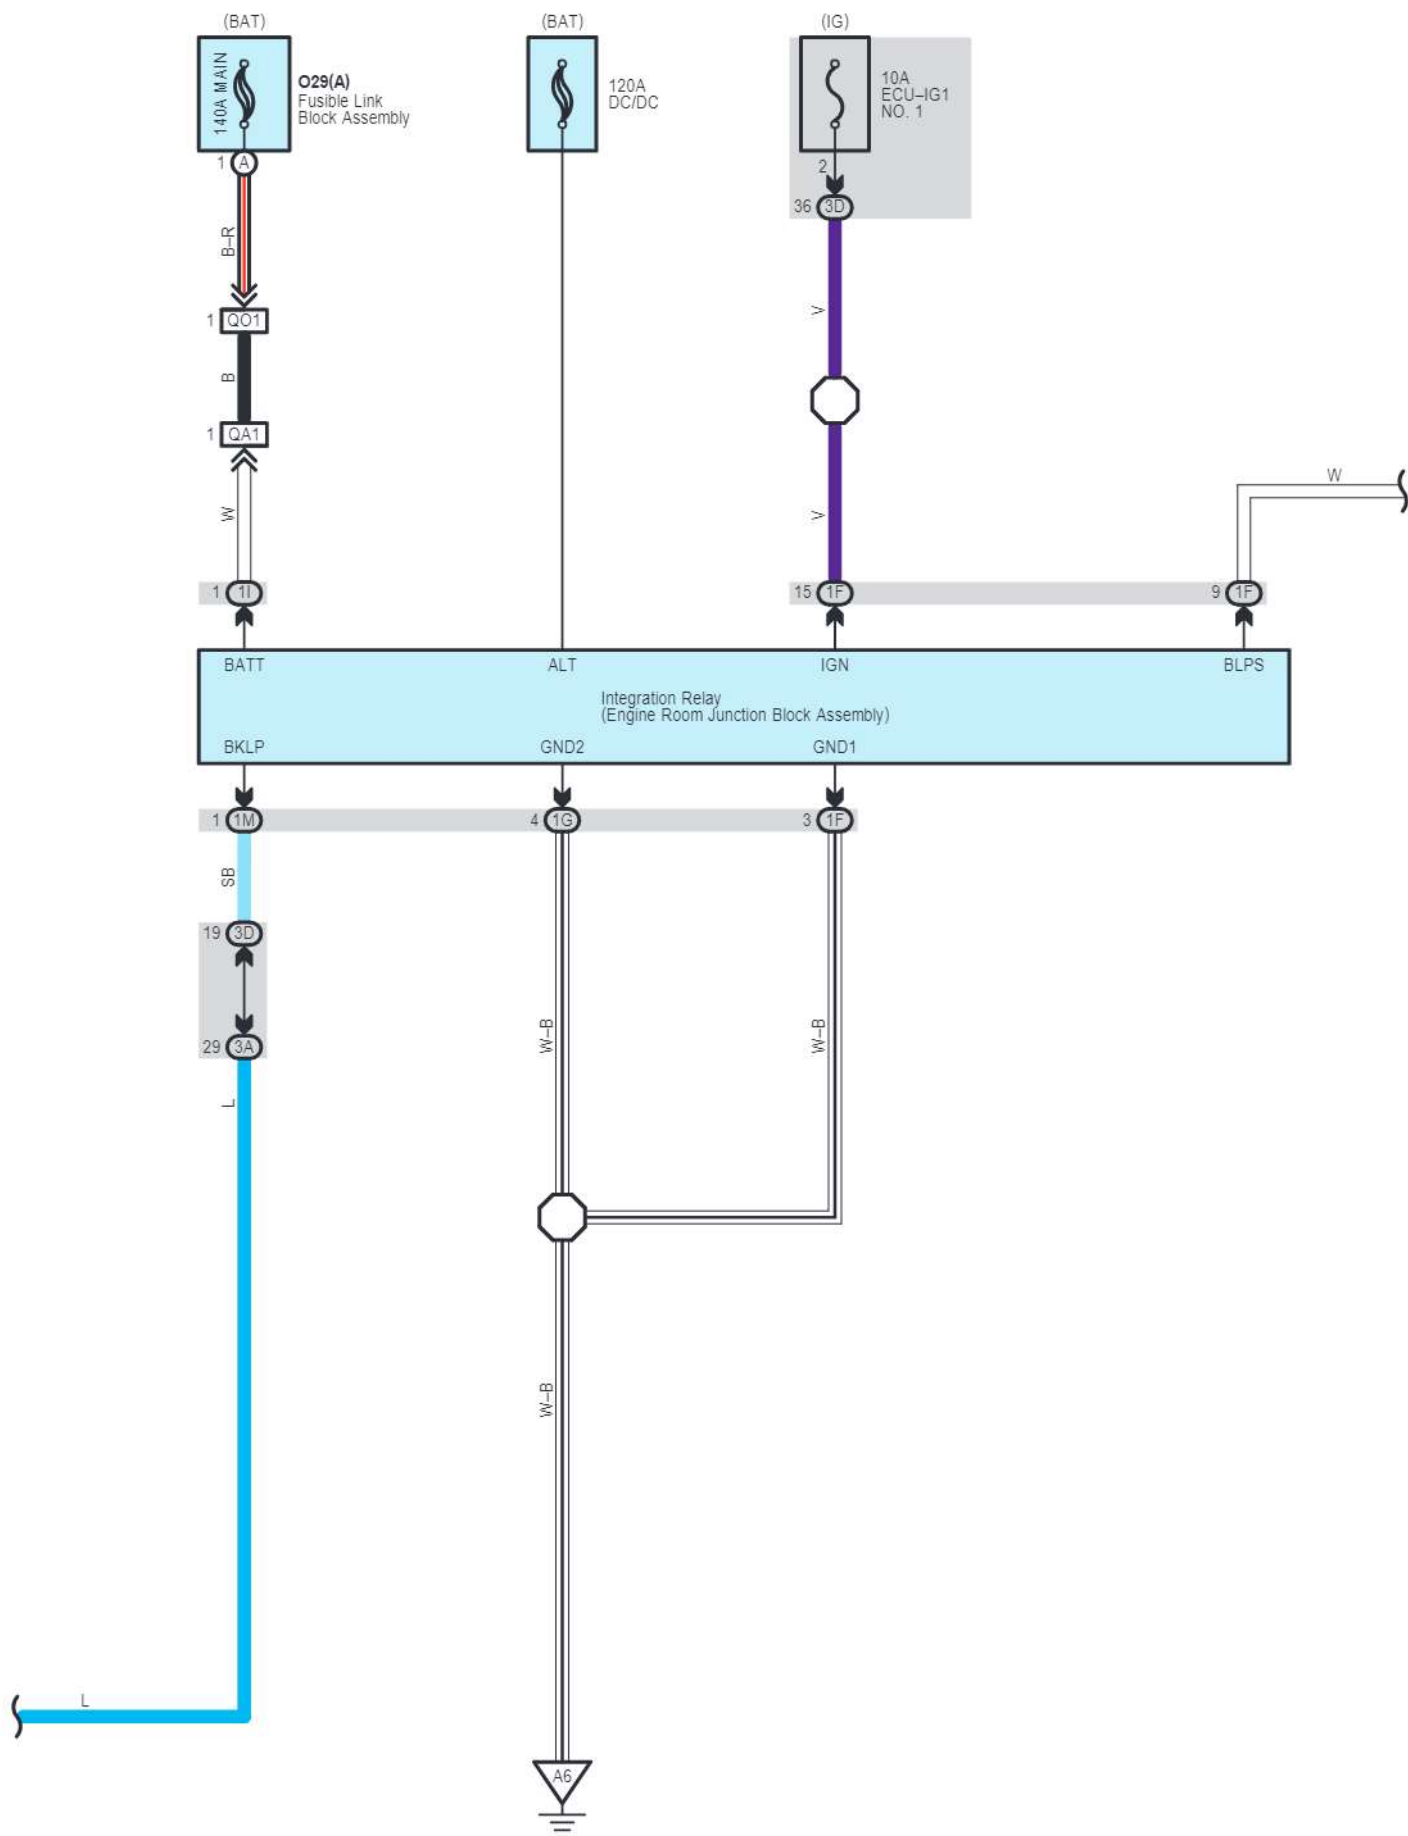 (BAT)
(BAT)
(IG)
140A MAIN
O29(A)
Fusible Link
Block Assembly
120A
DC/DC
10A
ECU–IG1
NO. 1
1 A
2
36 3D
B–R
V
1 QO1
B
1 QA1
W
V
W
1 1I
15 1F
9 1F
BATT
ALT
IGN
BLPS
Integration Relay
(Engine Room Junction Block Assembly)
BKLP
GND2
GND1
1 1M
4 1G
3 1F
SB
19 3D
29 3A
W–B
W–B
L
W–B
L
A6